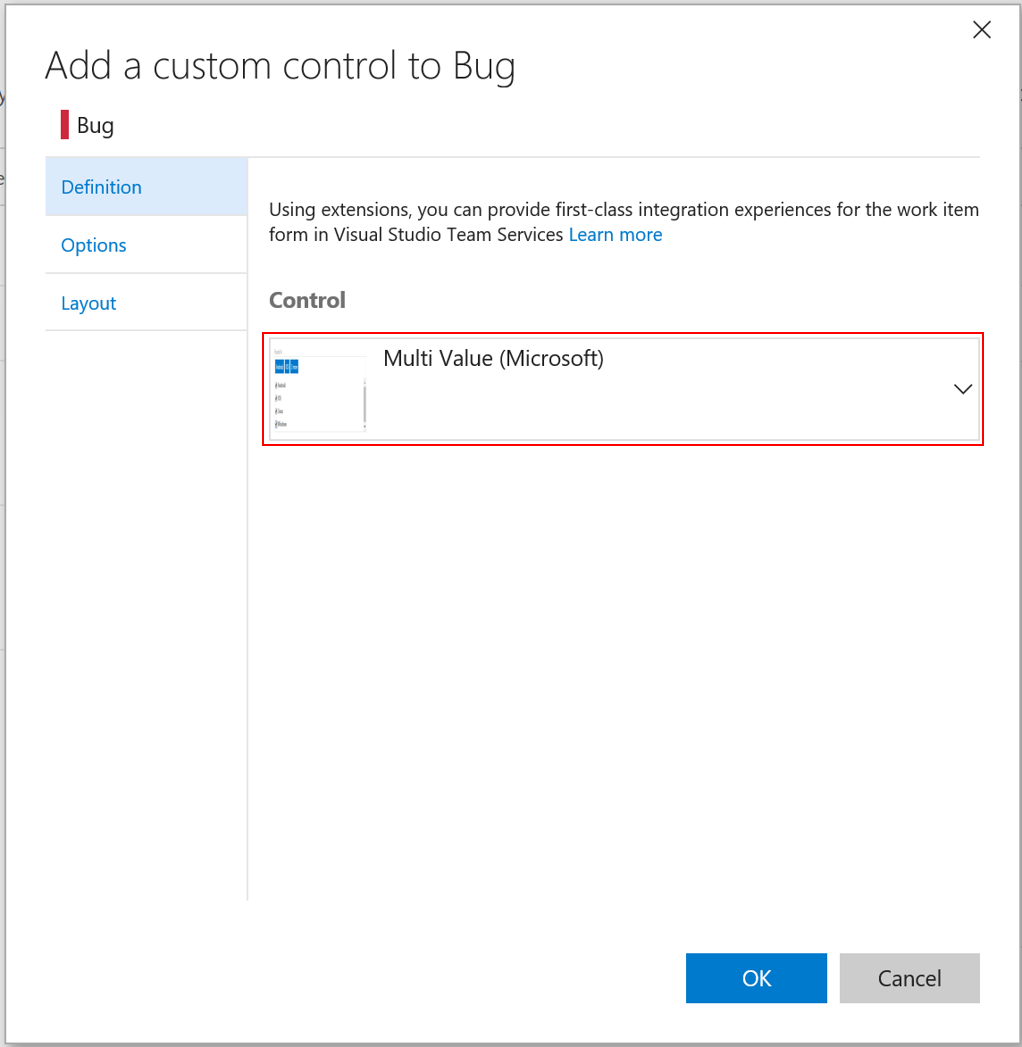 Add a custom control to Bug
Bug
Definition
Options
Layout
Using extensions, you can provide first-class integration experiences for the work item
form in Visual Studio Team Services Learn more
Control
Multi Value (Microsoft)
OK
Cancel